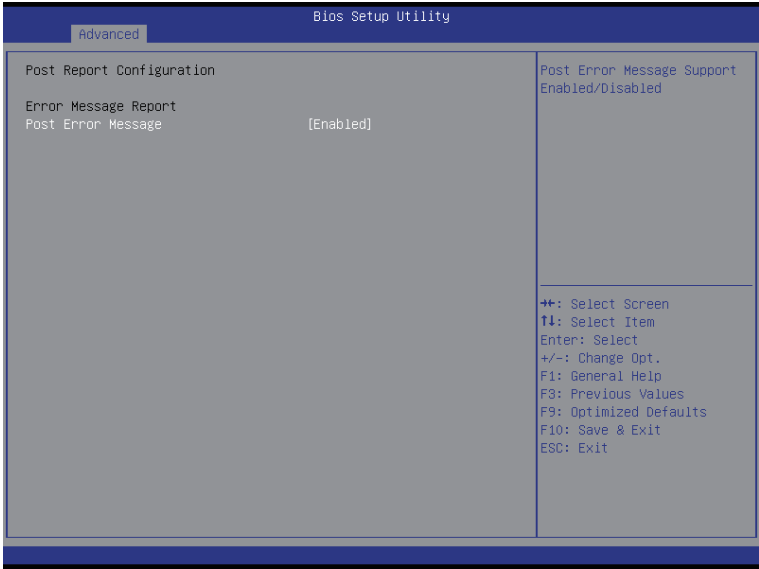 Bios Setup Utility
Advanced
Post Report Configuration
Error Message Report
Post Error Message [Enabled]
Post Error Message Support
Enabled/Disabled
→←: Select Screen
↑↓: Select Item
Enter: Select
+/-: Change Opt.
F1: General Help
F3: Previous Values
F9: Optimized Defaults
F10: Save & Exit
ESC: Exit